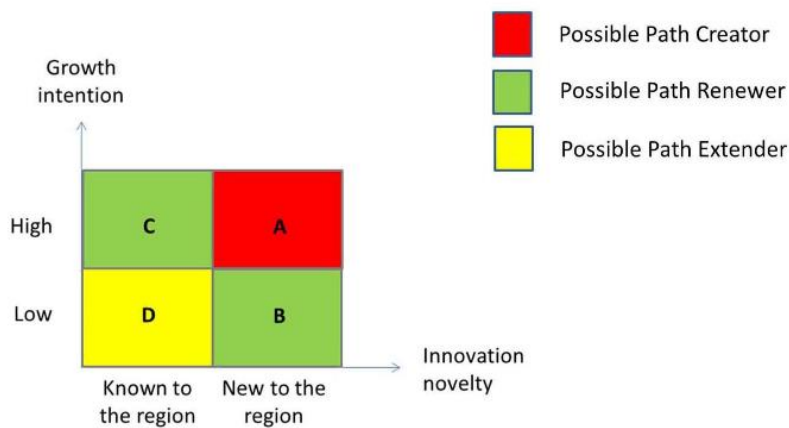 Possible Path Creator
Growth
intention
Possible Path Renewer
Possible Path Extender
High
C
A
Low
D
B
Innovation
novelty
Known to
the region
New to the
region